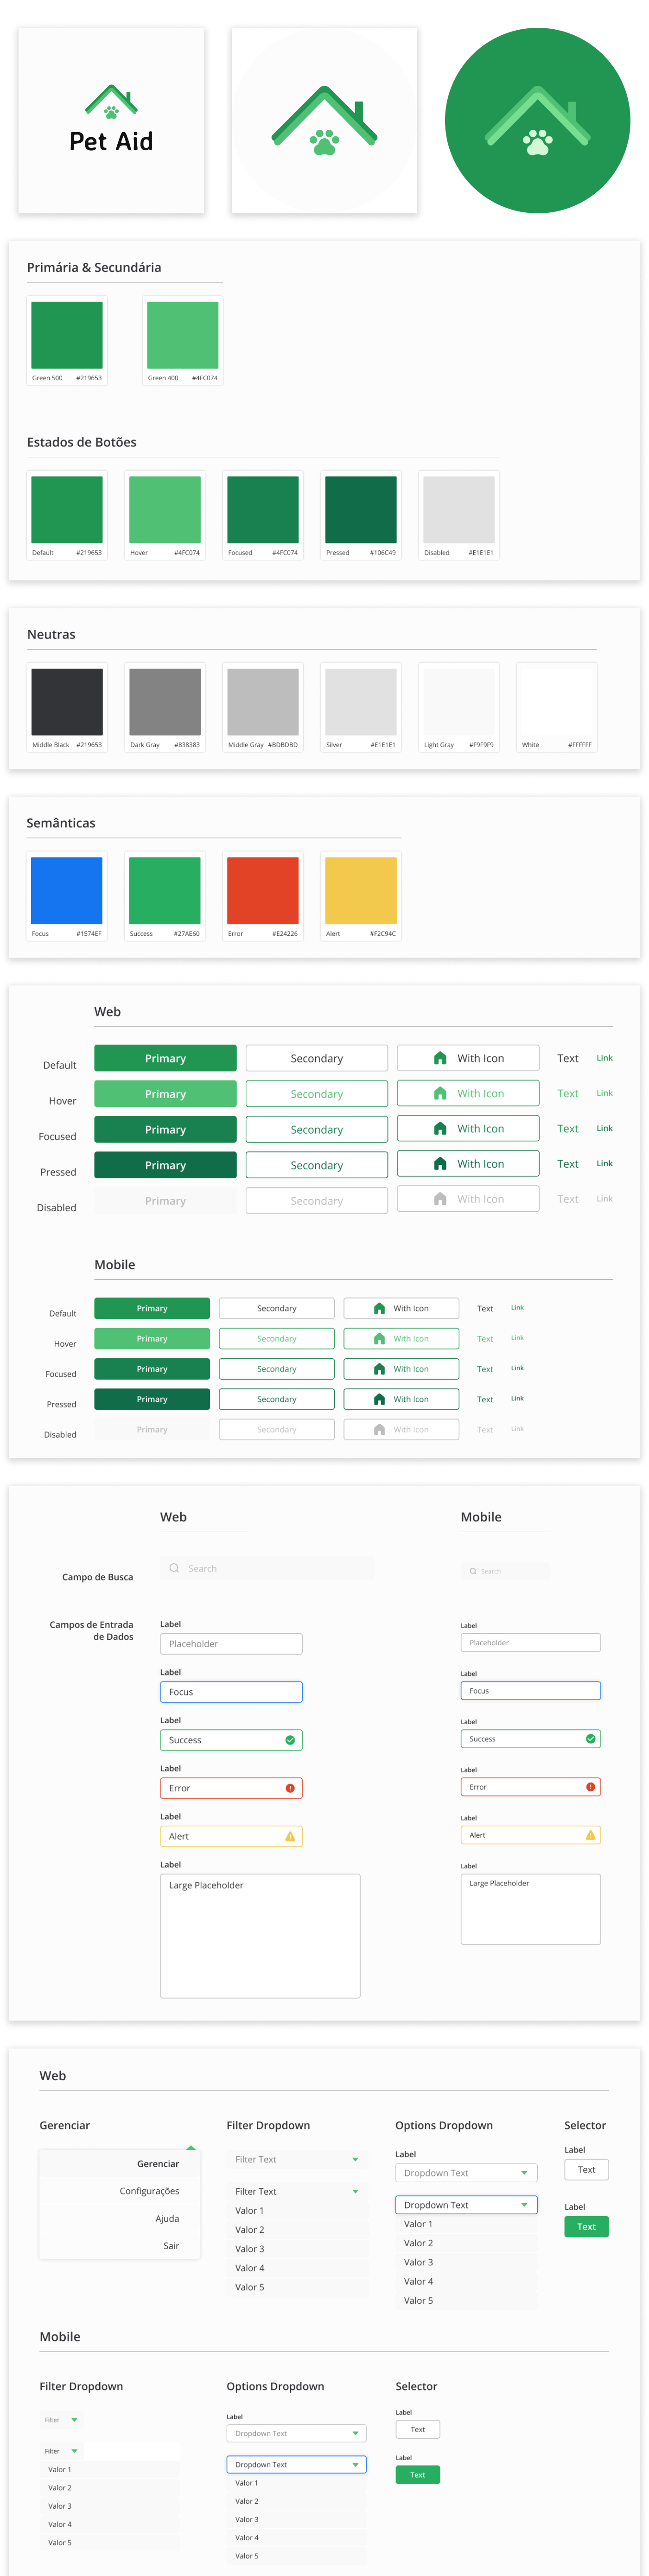 Pet Aid
Primária & Secundária
Green 500 #219653
Green 400 #4FC074
Estados de Botões
Default #219653
Hover #4FC074
Focused #4FC074
Pressed #106C49
Disabled #E1E1E1
Neutras
Middle Black #219653
Dark Gray #838383
Middle Gray #BDBDBD
Silver #E1E1E1
Light Gray #F9F9F9
White #FFFFFF
Semânticas
Focus #1574EF
Success #27AE60
Error #E24226
Alert #F2C94C
Web
Default Primary Secondary With Icon Text Link
Hover Primary Secondary With Icon Text Link
Focused Primary Secondary With Icon Text Link
Pressed Primary Secondary With Icon Text Link
Disabled Primary Secondary With Icon Text Link
Mobile
Default Primary Secondary With Icon Text Link
Hover Primary Secondary With Icon Text Link
Focused Primary Secondary With Icon Text Link
Pressed Primary Secondary With Icon Text Link
Disabled Primary Secondary With Icon Text Link
Web
Mobile
Campo de Busca
Search
Search
Campos de Entrada
de Dados
Label
Placeholder
Label
Focus
Label
Success
Label
Error
Label
Alert
Label
Large Placeholder
Label
Placeholder
Label
Focus
Label
Success
Label
Error
Label
Alert
Label
Large Placeholder
Web
Gerenciar
Gerenciar
Configurações
Ajuda
Sair
Filter Dropdown
Filter Text
Filter Text
Valor 1
Valor 2
Valor 3
Valor 4
Valor 5
Options Dropdown
Label
Dropdown Text
Dropdown Text
Valor 1
Valor 2
Valor 3
Valor 4
Valor 5
Selector
Label
Text
Label
Text
Mobile
Filter Dropdown
Filter
Filter
Valor 1
Valor 2
Valor 3
Valor 4
Valor 5
Options Dropdown
Label
Dropdown Text
Dropdown Text
Valor 1
Valor 2
Valor 3
Valor 4
Valor 5
Selector
Label
Text
Label
Text